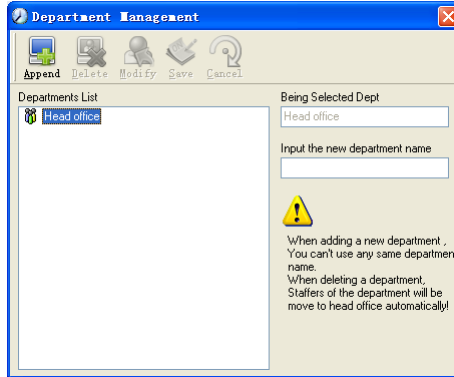 Department Management
Append Delete Modify Save Cancel
Departments List
Head office
Being Selected Dept
Head office
Input the new department name
When adding a new department ,
You can't use any same departmen
name.
When deleting a department,
Staffers of the department will be
move to head office automatically!